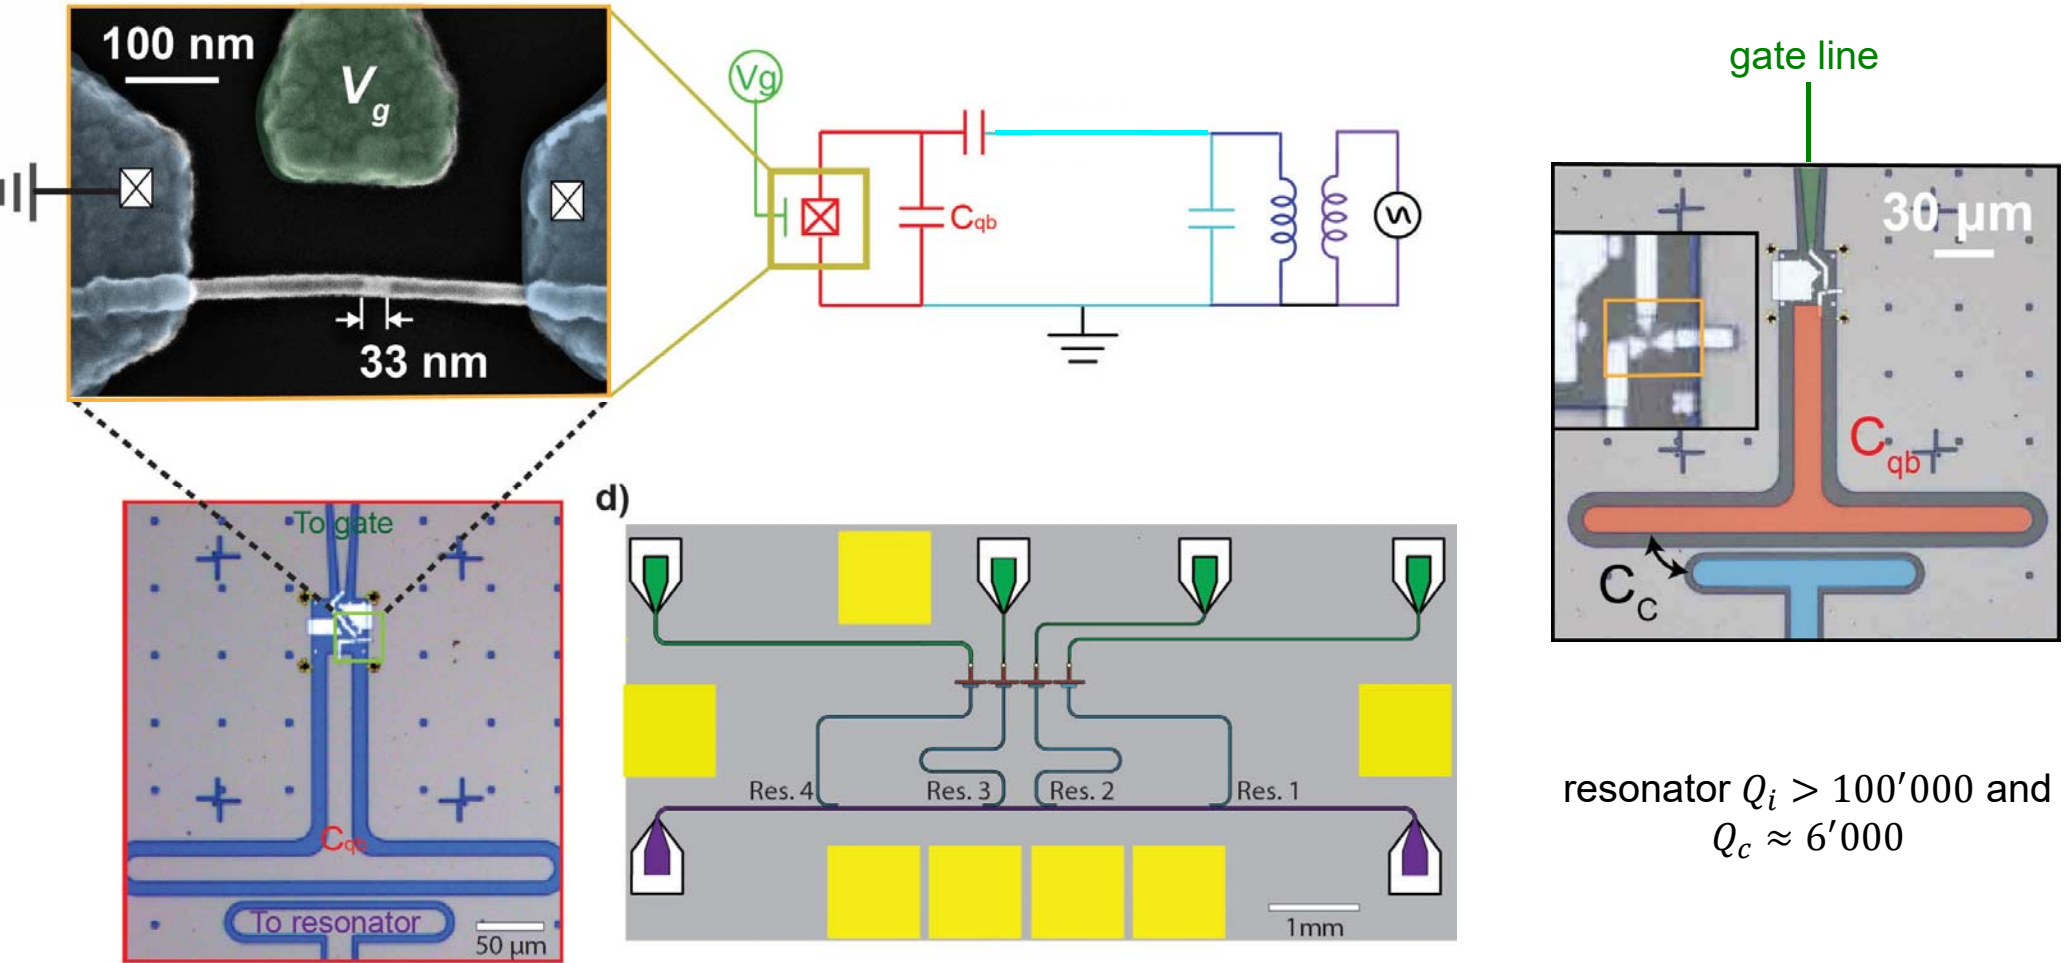 100 nm
Vg
33 nm
Vg
Cqb
gate line
30 μm
Cqb
CC
To gate
Cqb
To resonator
50 μm
d)
Res. 4
Res. 3
Res. 2
Res. 1
1mm
resonator Qi > 100′000 and
Qc ≈ 6′000